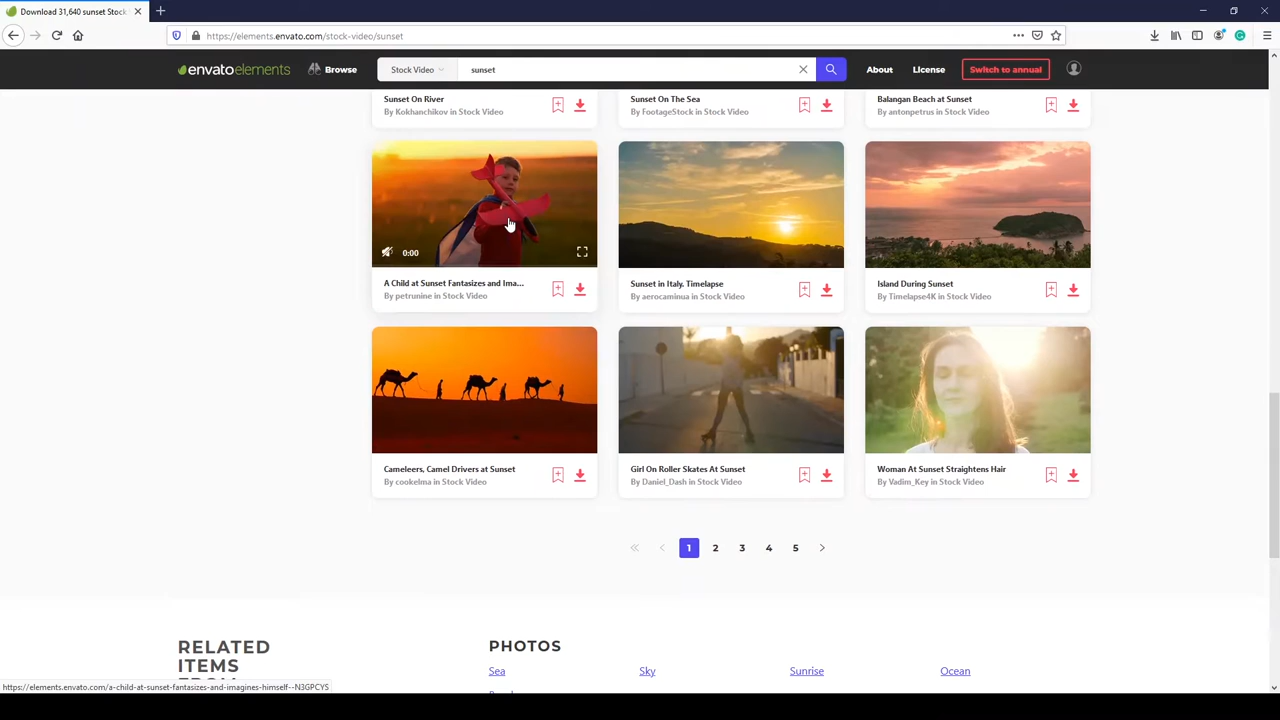 Download 31,640 sunset Stock
https://elements.envato.com/stock-video/sunset
envatoelements
Browse
Stock Video
sunset
About
License
Switch to annual
Sunset On River
By Kokhanchikov in Stock Video
Sunset On The Sea
By FootageStock in Stock Video
Balangan Beach at Sunset
By antonpetrus in Stock Video
0:00
A Child at Sunset Fantasizes and Ima...
By petrunine in Stock Video
Sunset in Italy. Timelapse
By aerocaminua in Stock Video
Island During Sunset
By Timelapse4K in Stock Video
Cameleers, Camel Drivers at Sunset
By cookelma in Stock Video
Girl On Roller Skates At Sunset
By Daniel_Dash in Stock Video
Woman At Sunset Straightens Hair
By Vadim_Key in Stock Video
1 2 3 4 5
RELATED
ITEMS
FROM
PHOTOS
Sea
Sky
Sunrise
Ocean
https://elements.envato.com/a-child-at-sunset-fantasizes-and-imagines-himself--N3GPCYS